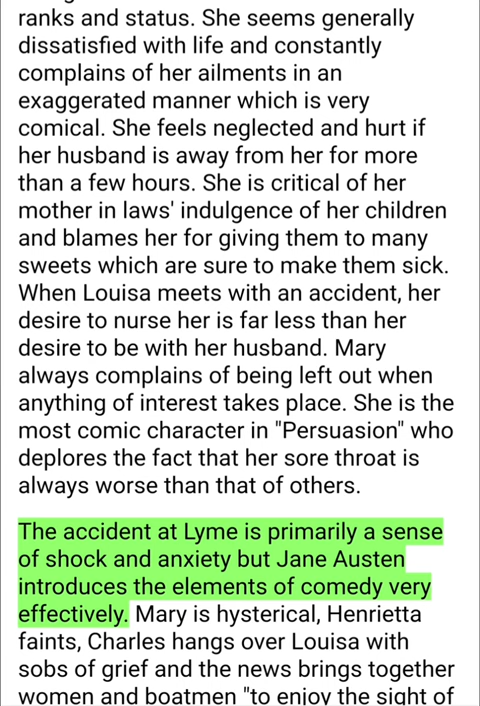 ranks and status. She seems generally
dissatisfied with life and constantly
complains of her ailments in an
exaggerated manner which is very
comical. She feels neglected and hurt if
her husband is away from her for more
than a few hours. She is critical of her
mother in laws' indulgence of her children
and blames her for giving them to many
sweets which are sure to make them sick.
When Louisa meets with an accident, her
desire to nurse her is far less than her
desire to be with her husband. Mary
always complains of being left out when
anything of interest takes place. She is the
most comic character in "Persuasion" who
deplores the fact that her sore throat is
always worse than that of others.
The accident at Lyme is primarily a sense
of shock and anxiety but Jane Austen
introduces the elements of comedy very
effectively. Mary is hysterical, Henrietta
faints, Charles hangs over Louisa with
sobs of grief and the news brings together
women and boatmen "to enjoy the sight of